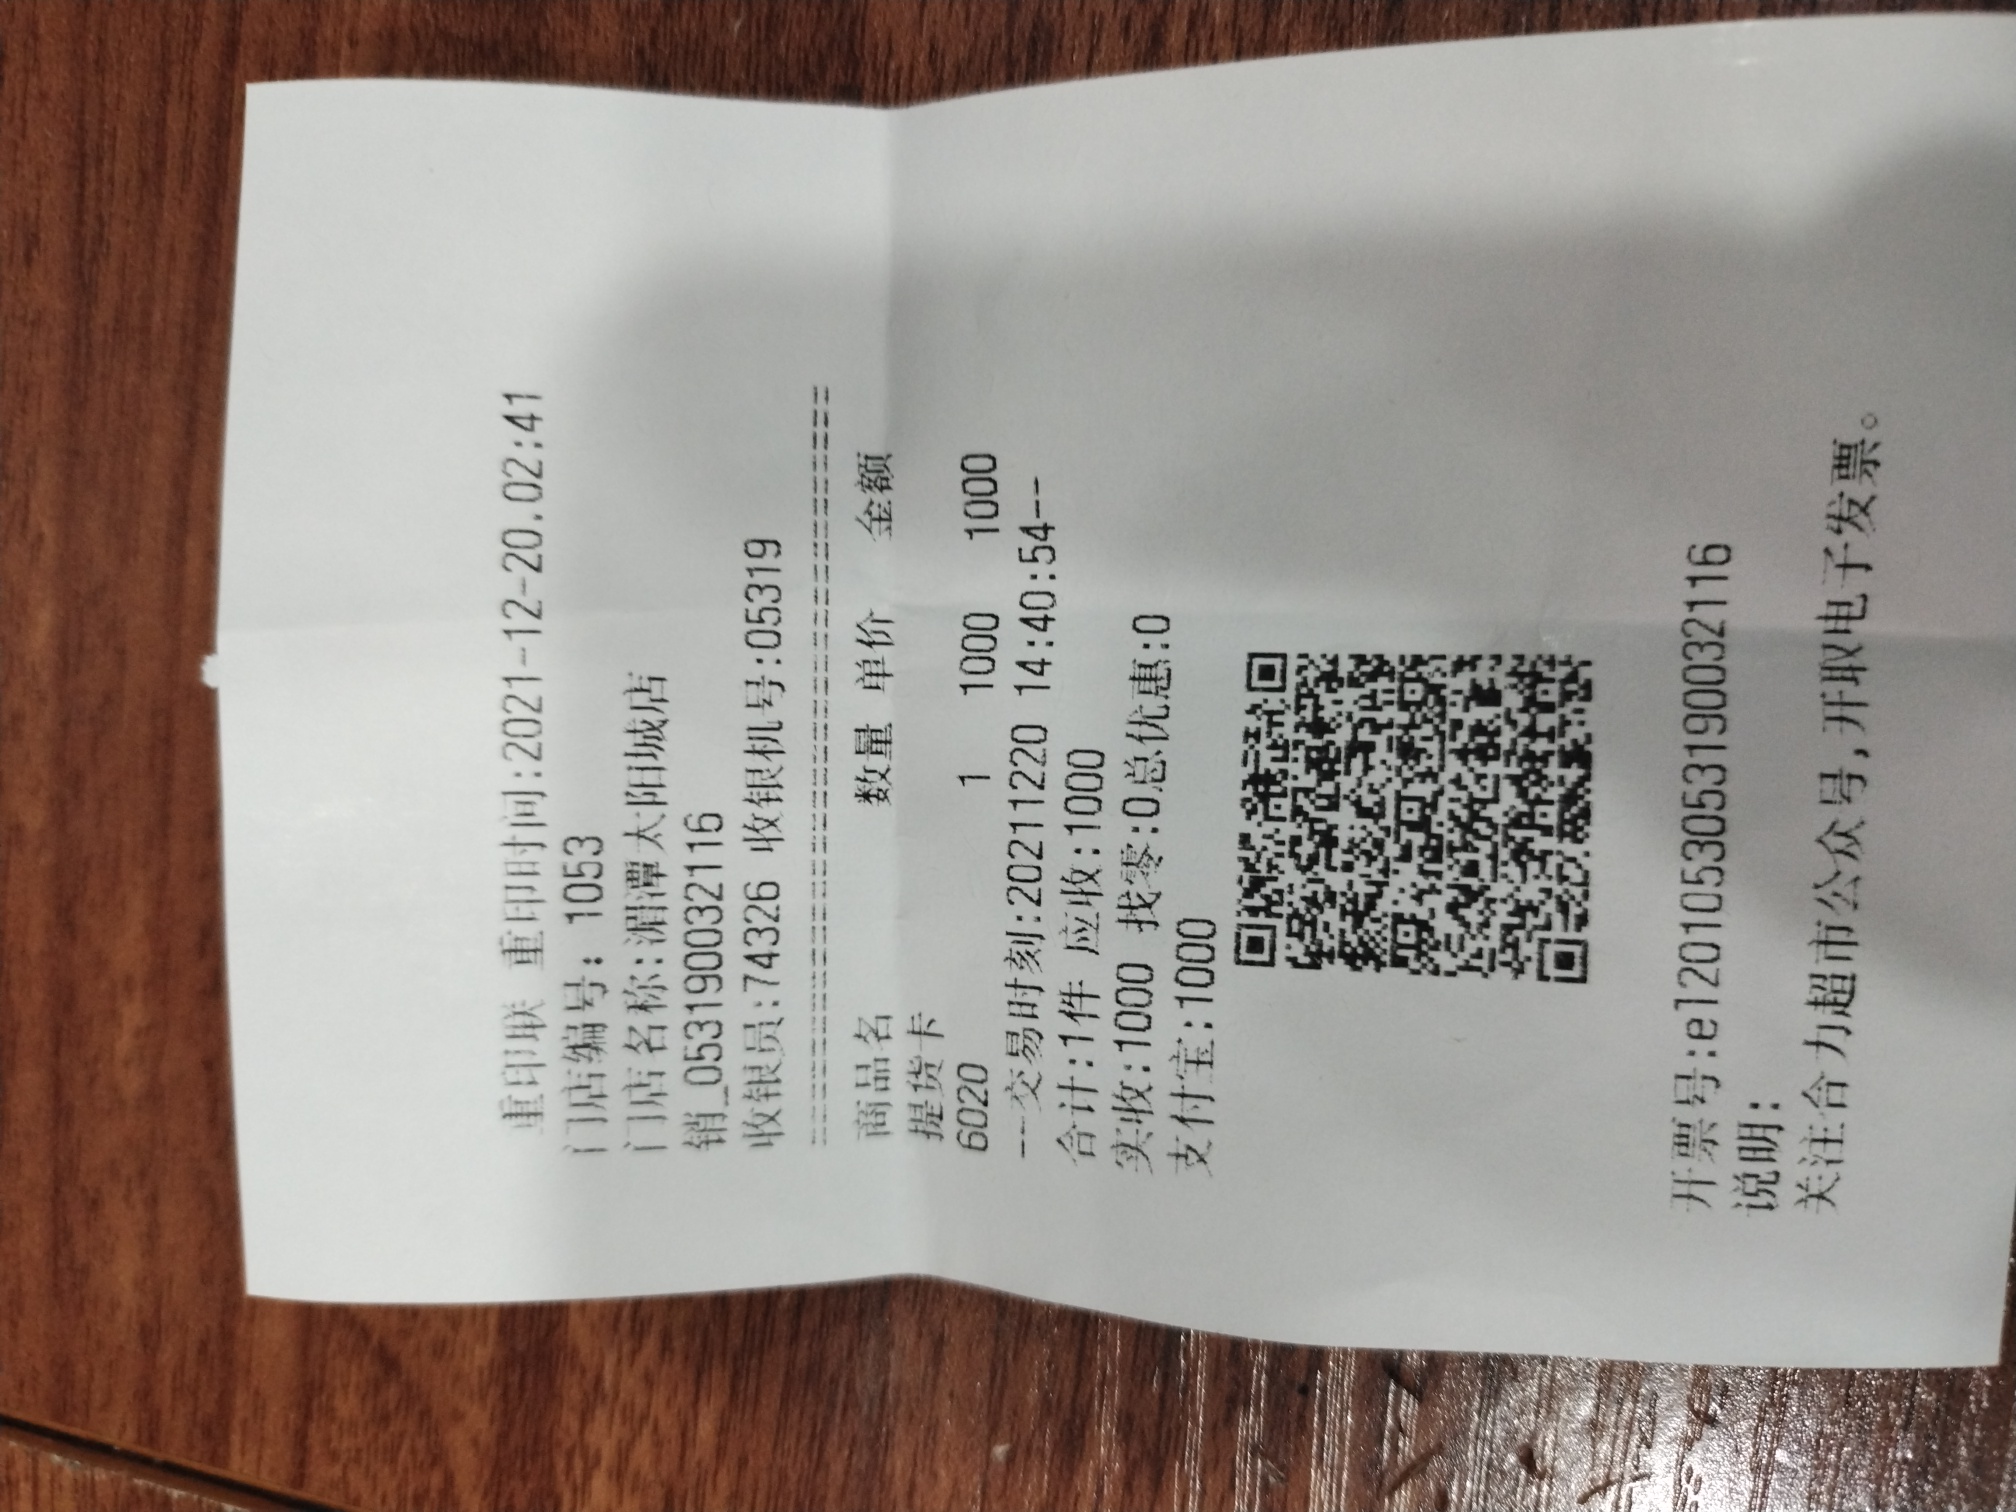 重印联 重印时间:2021-12-20.02:41
门店编号: 1053
门店名称:湄潭太阳城店
销_053190032116
收银员:74326 收银机号:05319
================================
商品名 数量 单价 金额
提货卡
6020 1 1000 1000
--交易时刻:20211220 14:40:54--
合计:1件 应收:1000
实收:1000 找零:0总优惠:0
支付宝:1000
开票号:e1201053053190032116
说明:
关注合力超市公众号,开取电子发票。